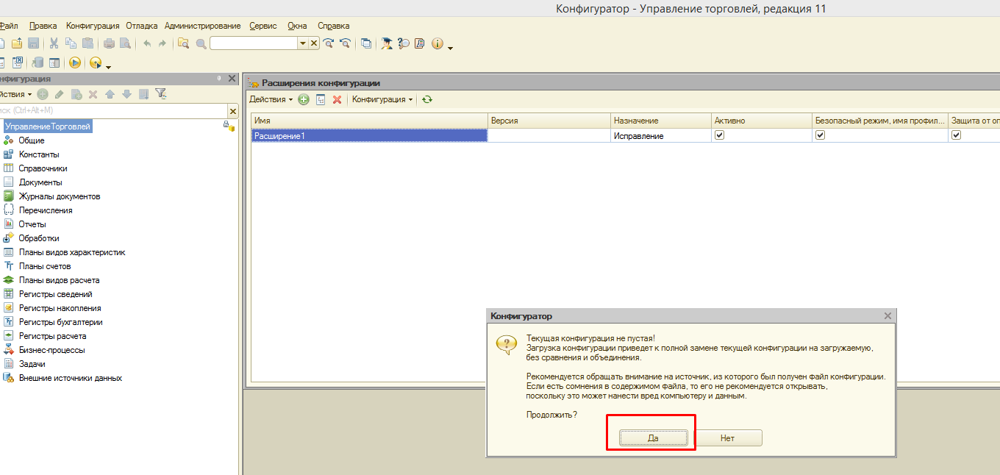 Конфигуратор - Управление торговлей, редакция 11
Файл Правка Конфигурация Отладка Администрирование Сервис Окна Справка
Расширения конфигурации
Действия Конфигурация
(Ctrl+Alt+M)
Имя Версия Назначение Активно Безопасный режим, имя профил... Защита от оп
Расширение1 Исправление
УправлениеТорговлей
Общие
Константы
Справочники
Документы
Журналы документов
Перечисления
Отчеты
Обработки
Планы видов характеристик
Планы счетов
Планы видов расчета
Регистры сведений
Регистры накопления
Регистры бухгалтерии
Регистры расчета
Бизнес-процессы
Задачи
Внешние источники данных
Конфигуратор
Текущая конфигурация не пустая!
Загрузка конфигурации приведет к полной замене текущей конфигурации на загружаемую,
без сравнения и объединения.
Рекомендуется обращать внимание на источник, из которого был получен файл конфигурации.
Если есть сомнения в содержимом файла, то его не рекомендуется открывать,
поскольку это может нанести вред компьютеру и данным.
Продолжить?
Да Нет